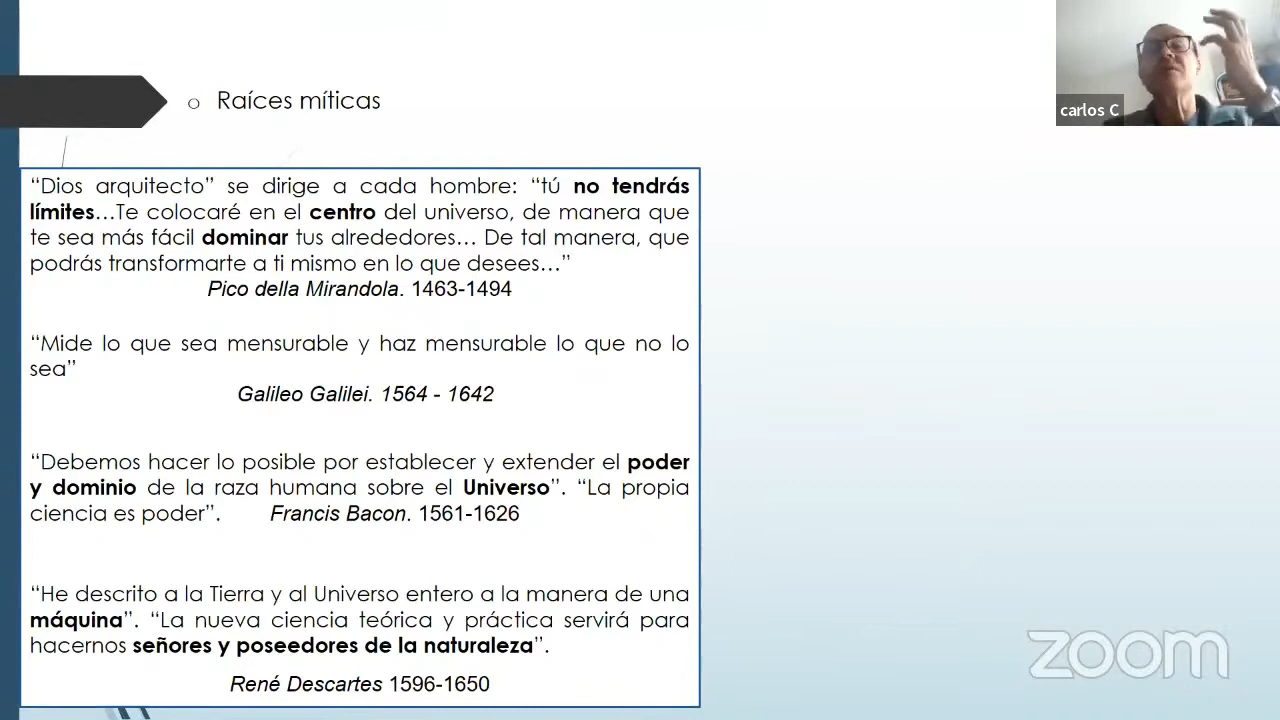 o Raíces míticas
carlos C
“Dios arquitecto” se dirige a cada hombre: “tú no tendrás
límites…Te colocaré en el centro del universo, de manera que
te sea más fácil dominar tus alrededores… De tal manera, que
podrás transformarte a ti mismo en lo que desees…”
Pico della Mirandola. 1463-1494
“Mide lo que sea mensurable y haz mensurable lo que no lo
sea”
Galileo Galilei. 1564 - 1642
“Debemos hacer lo posible por establecer y extender el poder
y dominio de la raza humana sobre el Universo”. “La propia
ciencia es poder”. Francis Bacon. 1561-1626
“He descrito a la Tierra y al Universo entero a la manera de una
máquina”. “La nueva ciencia teórica y práctica servirá para
hacernos señores y poseedores de la naturaleza”.
René Descartes 1596-1650
zoom